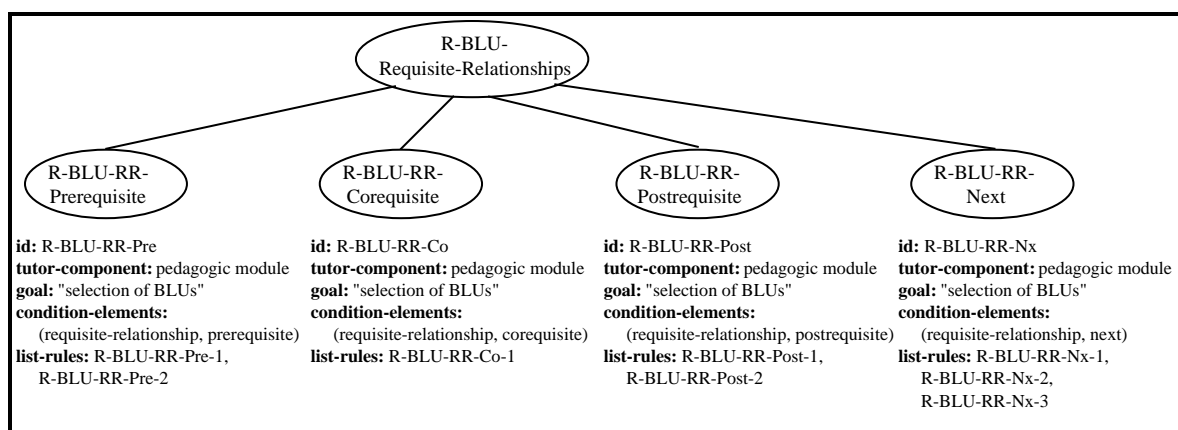 R-BLU-
Requisite-Relationships
R-BLU-RR-
Prerequisite
R-BLU-RR-
Corequisite
R-BLU-RR-
Postrequisite
R-BLU-RR-
Next
id: R-BLU-RR-Pre
tutor-component: pedagogic module
goal: "selection of BLUs"
condition-elements:
(requisite-relationship, prerequisite)
list-rules: R-BLU-RR-Pre-1,
R-BLU-RR-Pre-2
id: R-BLU-RR-Co
tutor-component: pedagogic module
goal: "selection of BLUs"
condition-elements:
(requisite-relationship, corequisite)
list-rules: R-BLU-RR-Co-1
id: R-BLU-RR-Post
tutor-component: pedagogic module
goal: "selection of BLUs"
condition-elements:
(requisite-relationship, postrequisite)
list-rules: R-BLU-RR-Post-1,
R-BLU-RR-Post-2
id: R-BLU-RR-Nx
tutor-component: pedagogic module
goal: "selection of BLUs"
condition-elements:
(requisite-relationship, next)
list-rules: R-BLU-RR-Nx-1,
R-BLU-RR-Nx-2,
R-BLU-RR-Nx-3